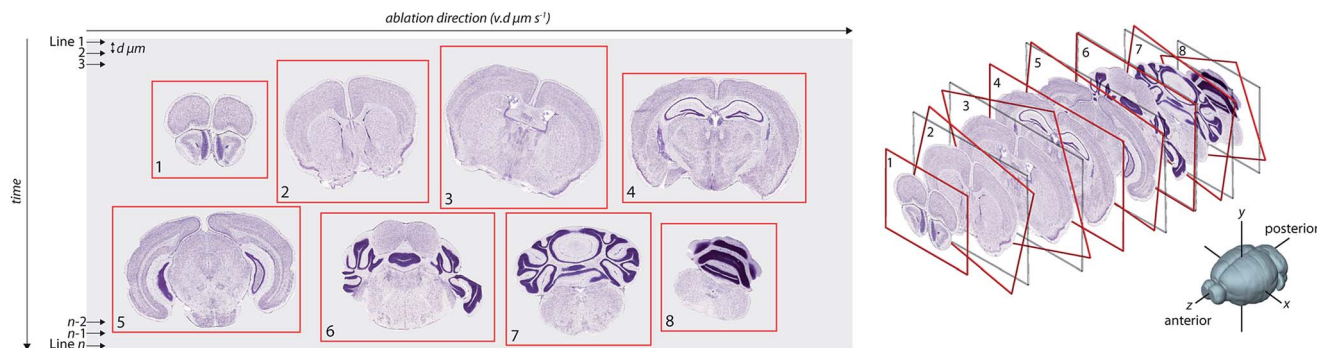 ablation direction (v.d µm s⁻¹)
Line 1
2
3
d µm
time
1
2
3
4
5
6
7
8
n-2
n-1
Line n
1
2
3
4
5
6
7
8
y
posterior
z
x
anterior